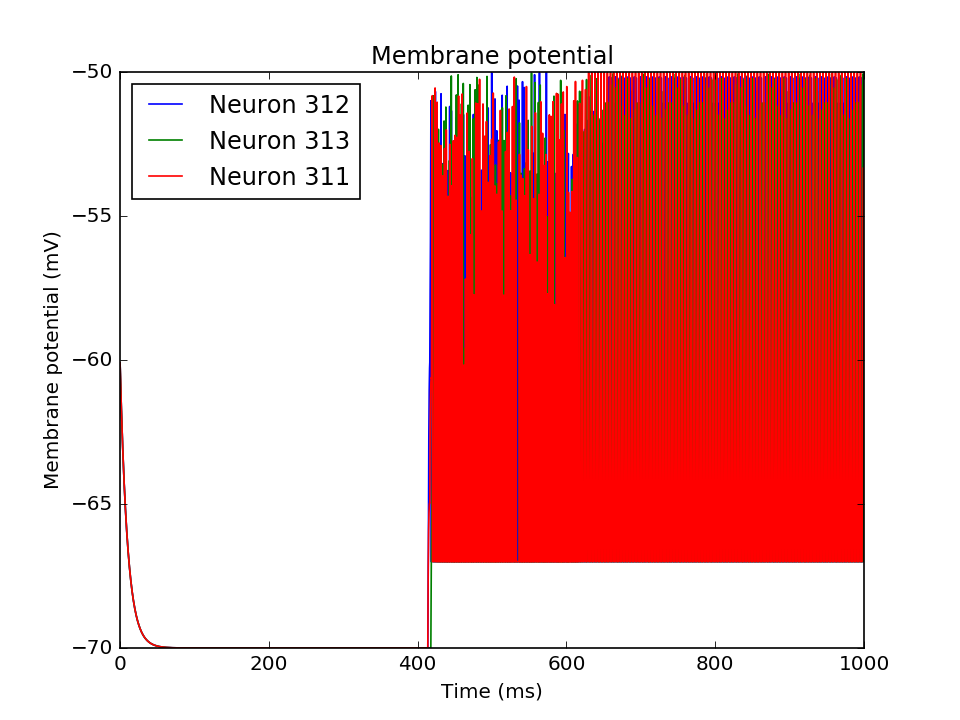 Membrane potential
−50
−55
−60
−65
−70
Membrane potential (mV)
Neuron 312
Neuron 313
Neuron 311
0
200
400
600
800
1000
Time (ms)